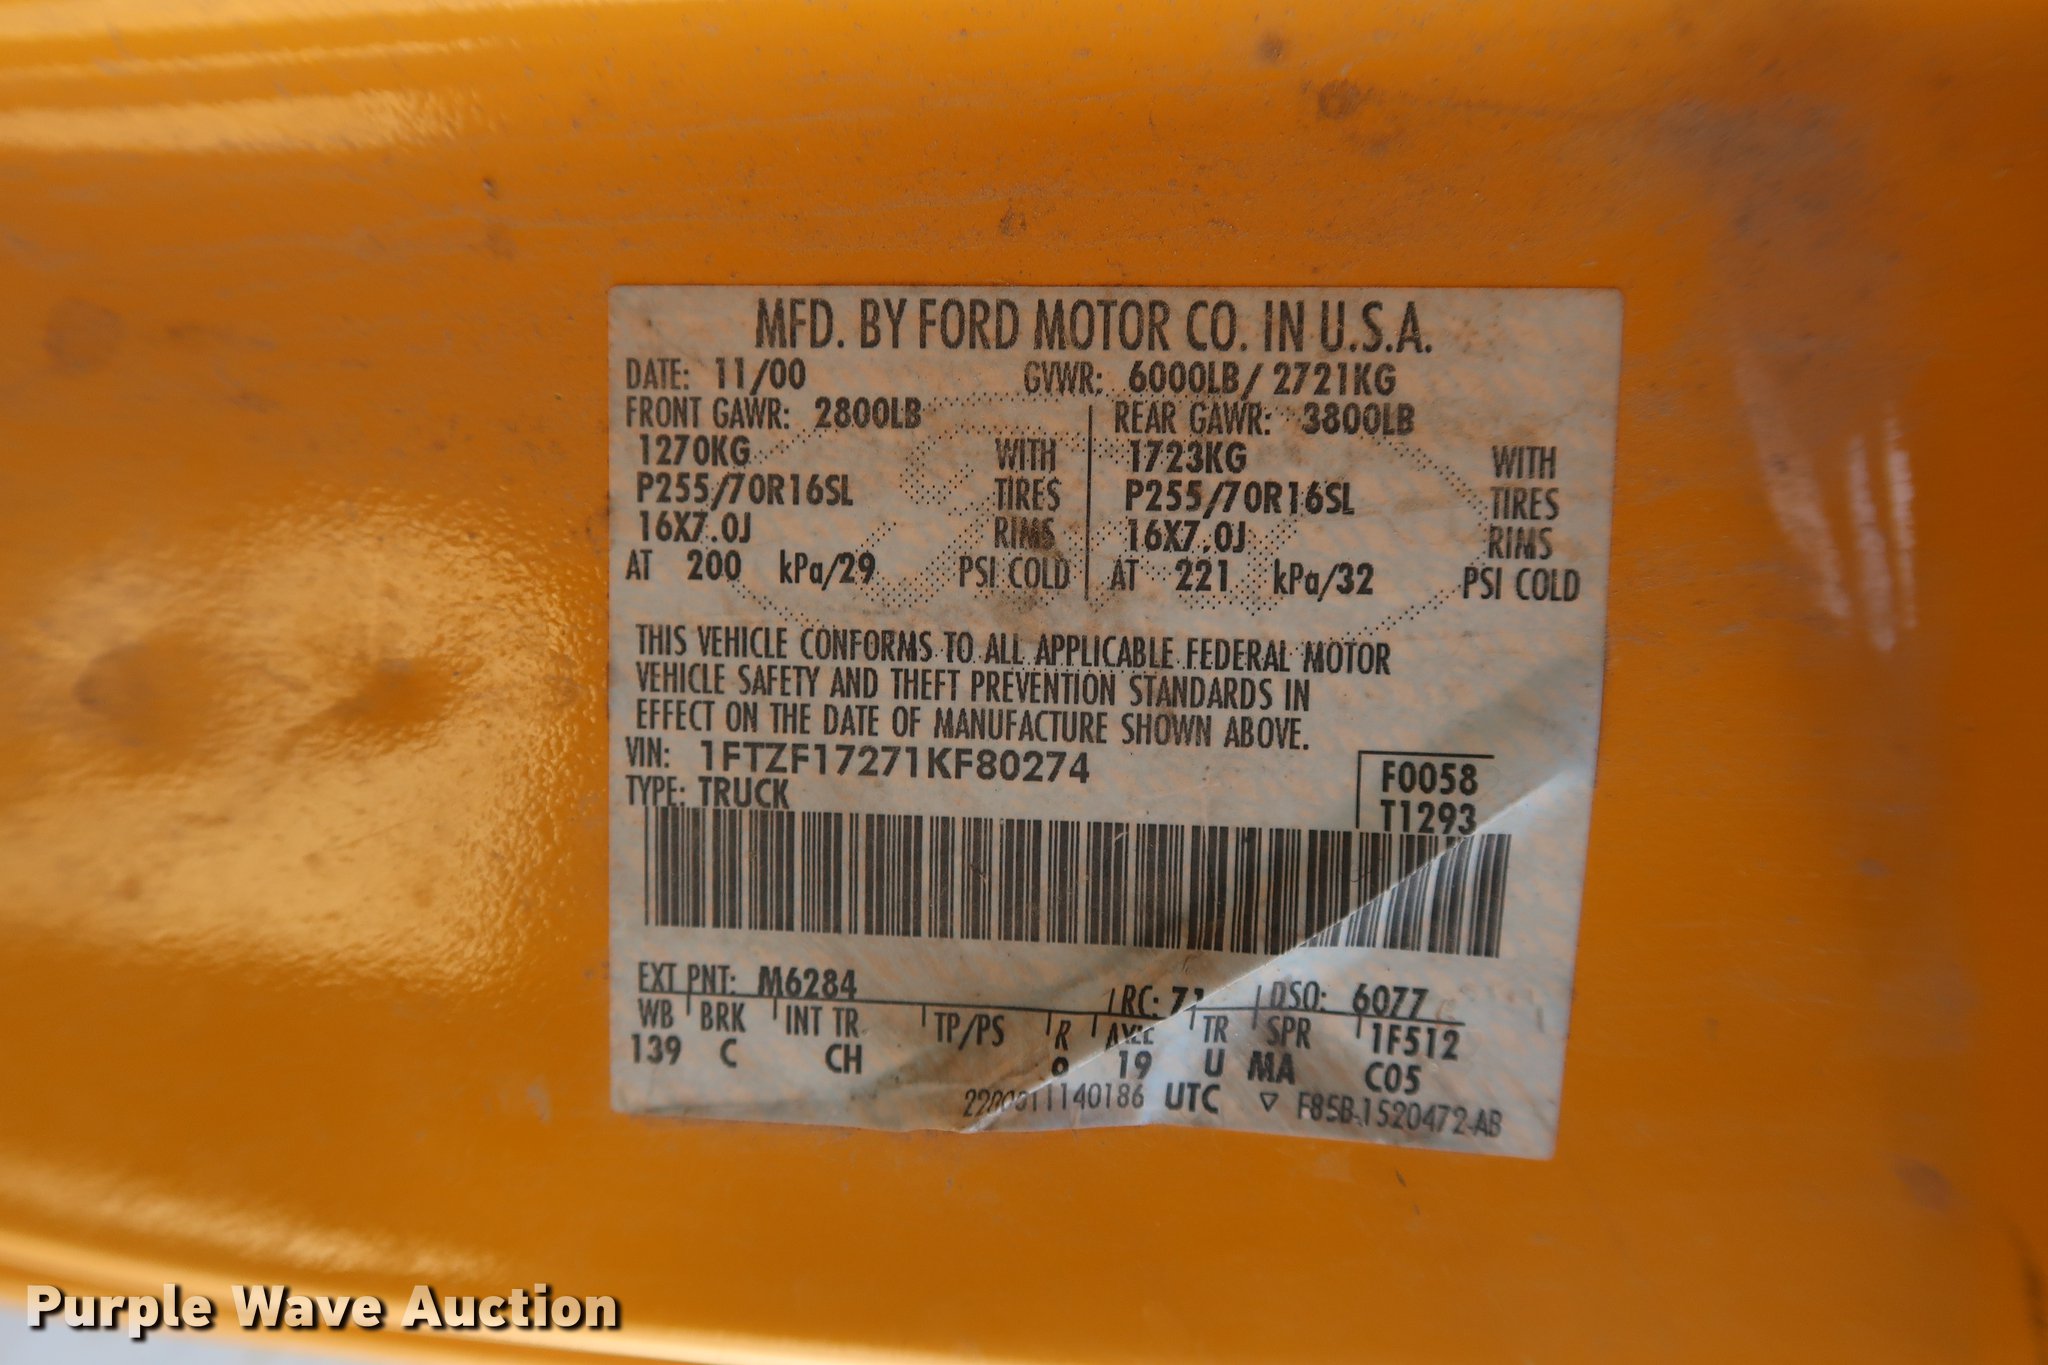 MFD. BY FORD MOTOR CO. IN U.S.A.
DATE: 11/00 GVWR: 6000LB/ 2721KG
FRONT GAWR: 2800LB REAR GAWR: 3800LB
1270KG WITH 1723KG WITH
P255/70R16SL TIRES P255/70R16SL TIRES
16X7.0J RIMS 16X7.0J RIMS
AT 200 kPa/29 PSI COLD AT 221 kPa/32 PSI COLD
THIS VEHICLE CONFORMS TO ALL APPLICABLE FEDERAL MOTOR
VEHICLE SAFETY AND THEFT PREVENTION STANDARDS IN
EFFECT ON THE DATE OF MANUFACTURE SHOWN ABOVE.
VIN: 1FTZF17271KF80274
F0058
TYPE: TRUCK
T1293
EXT PNT: M6284 RC: 71 DSO: 6077
WB BRK INT TR TP/PS R AXLE TR SPR 1F512
139 C CH 9 19 U MA C05
UTC ▽ F85B-1520472-AB
Purple Wave Auction